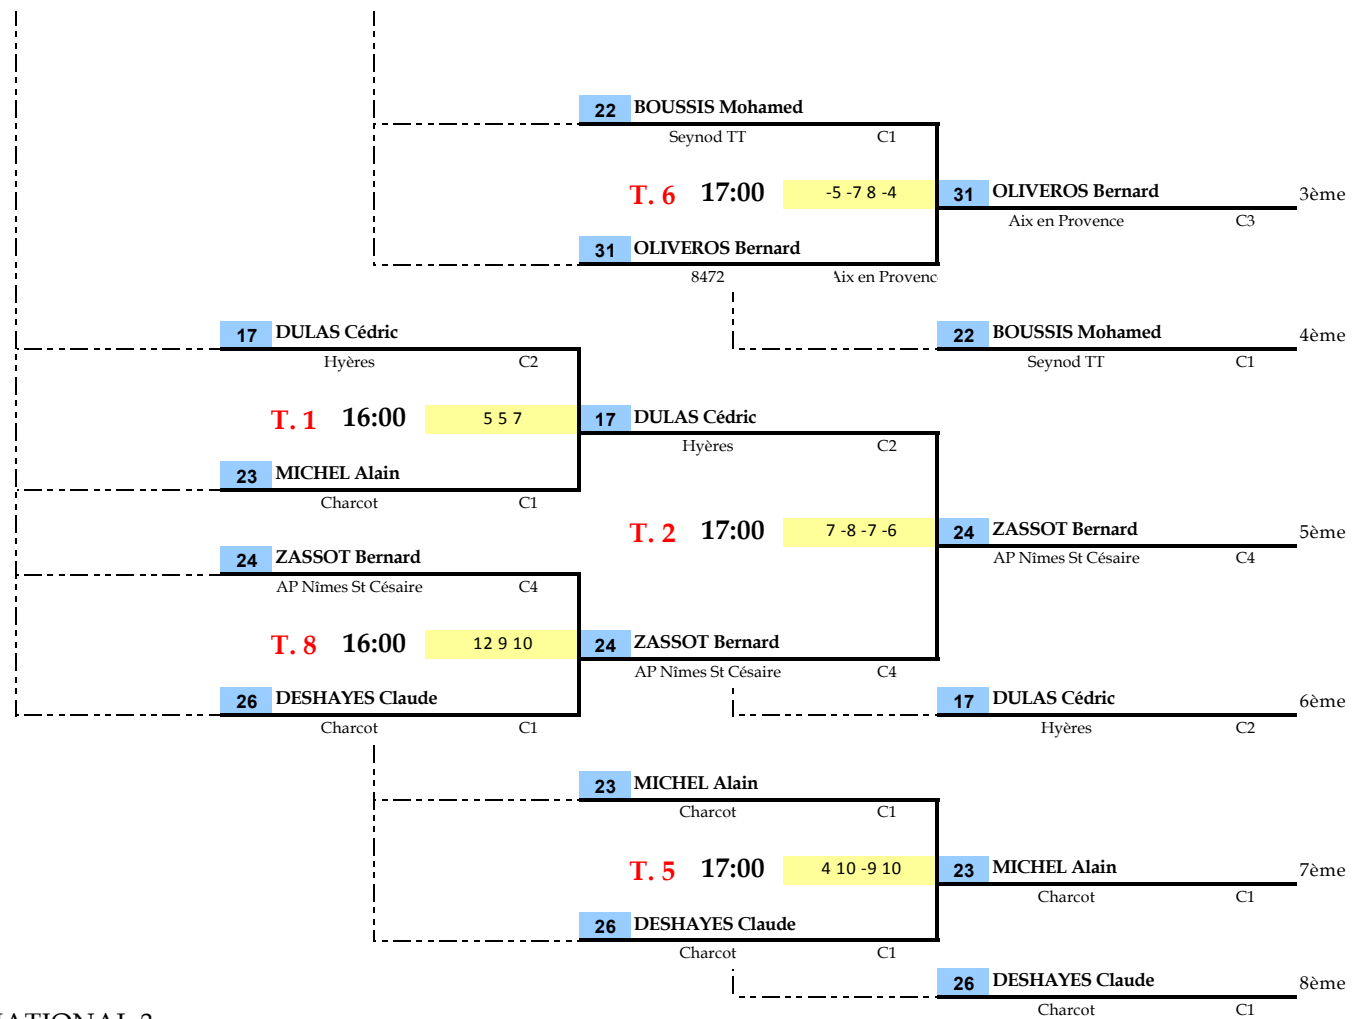 22 BOUSSIS Mohamed
Seynod TT C1
T. 6 17:00 -5 -7 8 -4 31 OLIVEROS Bernard 3ème
Aix en Provence C3
31 OLIVEROS Bernard
8472 Aix en Provenc
17 DULAS Cédric 22 BOUSSIS Mohamed 4ème
Hyères C2 Seynod TT C1
T. 1 16:00 5 5 7 17 DULAS Cédric
Hyères C2
23 MICHEL Alain
Charcot C1
T. 2 17:00 7 -8 -7 -6 24 ZASSOT Bernard 5ème
24 ZASSOT Bernard AP Nîmes St Césaire C4
AP Nîmes St Césaire C4
T. 8 16:00 12 9 10 24 ZASSOT Bernard
AP Nîmes St Césaire C4
26 DESHAYES Claude 17 DULAS Cédric 6ème
Charcot C1 Hyères C2
23 MICHEL Alain
Charcot C1
T. 5 17:00 4 10 -9 10 23 MICHEL Alain 7ème
Charcot C1
26 DESHAYES Claude
Charcot C1
26 DESHAYES Claude 8ème
Charcot C1